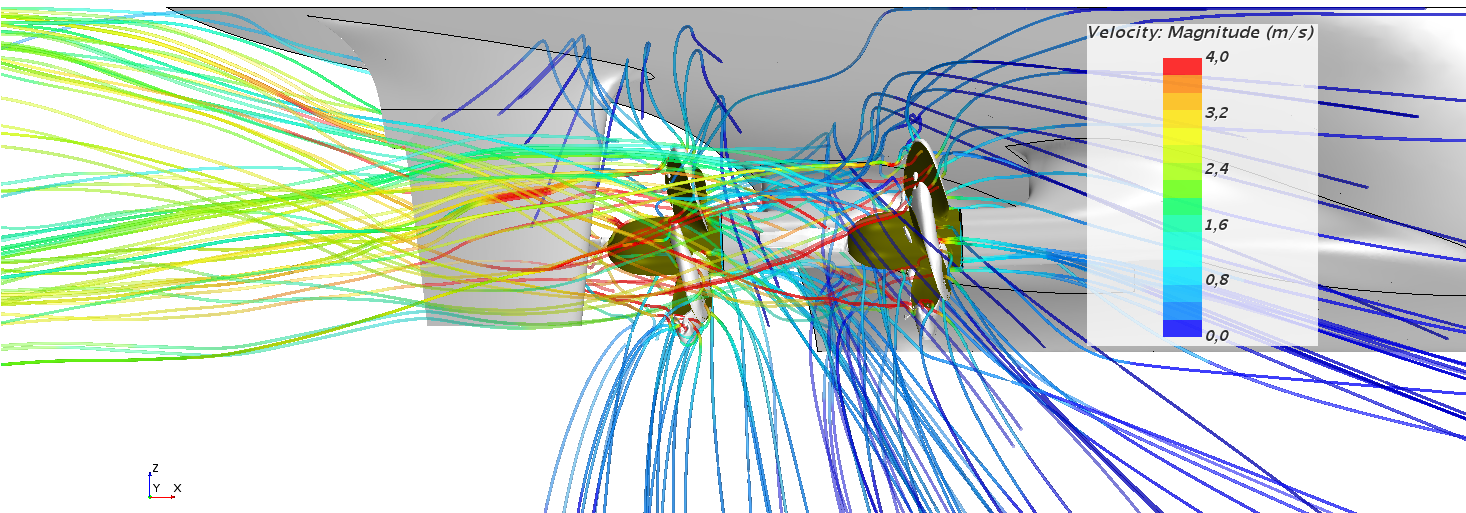 Velocity: Magnitude (m/s)
4,0
3,2
2,4
1,6
0,8
0,0
Z
Y X